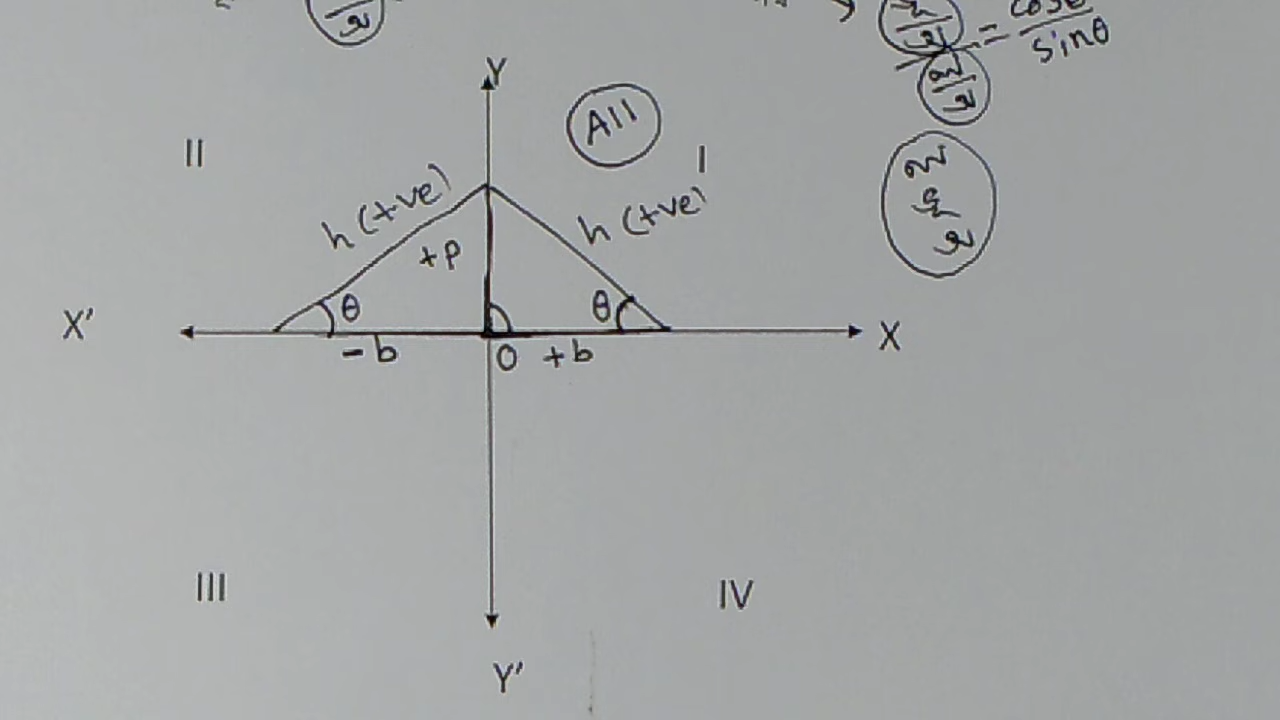 cosθ
=
sinθ
Y
All
II
I
h (+ve)
h (+ve)
+p
θ
θ
X'
X
-b
O
+b
III
IV
Y'